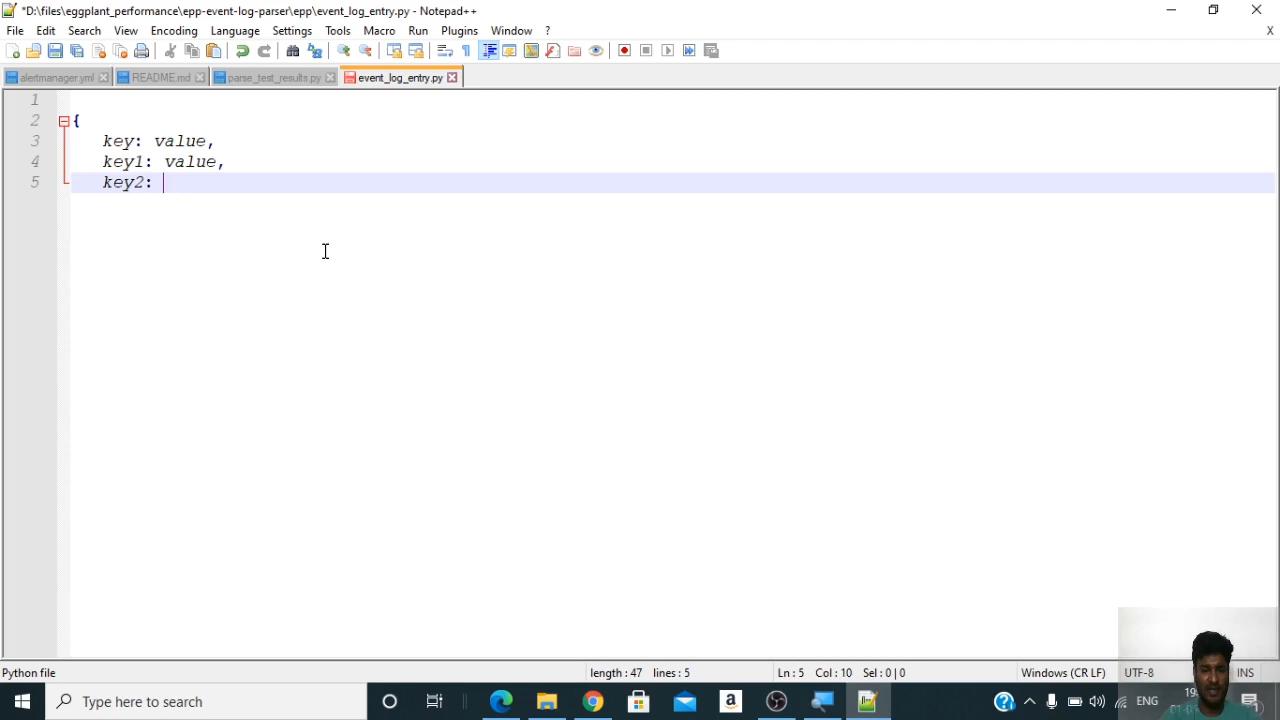 *D:\files\eggplant_performance\epp-event-log-parser\epp\event_log_entry.py - Notepad++
File Edit Search View Encoding Language Settings Tools Macro Run Plugins Window ? X
alertmanager.yml README.md parse_test_results.py event_log_entry.py
1
2 {
3 key: value,
4 key1: value,
5 key2:
Python file length : 47 lines : 5 Ln : 5 Col : 10 Sel : 0 | 0 Windows (CR LF) UTF-8 INS
Type here to search ENG